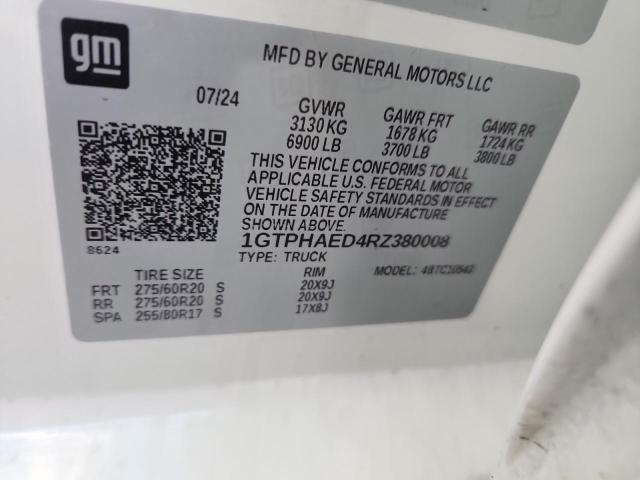 gm
MFD BY GENERAL MOTORS LLC
07/24 GVWR GAWR FRT GAWR RR
3130 KG 1678 KG 1724 KG
6900 LB 3700 LB 3800 LB
THIS VEHICLE CONFORMS TO ALL
APPLICABLE U.S. FEDERAL MOTOR
VEHICLE SAFETY STANDARDS IN EFFECT
ON THE DATE OF MANUFACTURE
SHOWN ABOVE.
8624 1GTPHAED4RZ380008
TYPE: TRUCK MODEL:
TIRE SIZE RIM
FRT 275/60R20 S 20X9J
RR 275/60R20 S 20X9J
SPA 255/80R17 S 17X8J